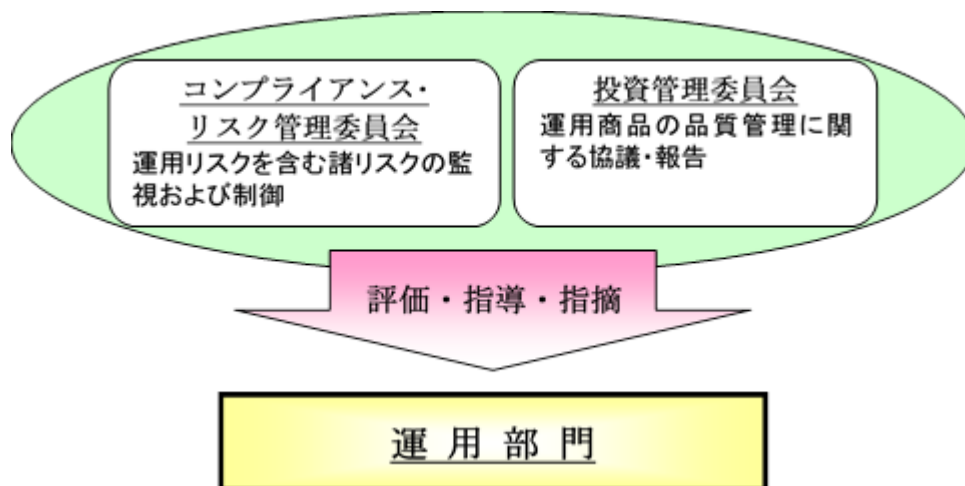 コンプライアンス・
リスク管理委員会
運用リスクを含む諸リスクの監
視および制御
投資管理委員会
運用商品の品質管理に関
する協議・報告
評価・指導・指摘
運用部門